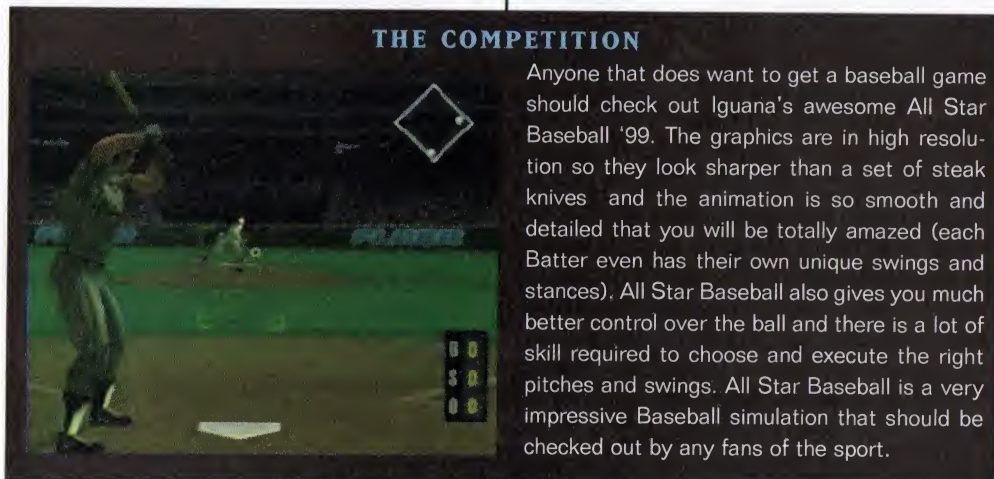 THE COMPETITION
Anyone that does want to get a baseball game
should check out Iguana's awesome All Star
Baseball '99. The graphics are in high resolu-
tion so they look sharper than a set of steak
knives and the animation is so smooth and
detailed that you will be totally amazed (each
Batter even has their own unique swings and
stances). All Star Baseball also gives you much
better control over the ball and there is a lot of
skill required to choose and execute the right
pitches and swings. All Star Baseball is a very
impressive Baseball simulation that should be
checked out by any fans of the sport.
B 0
S 0
0 0